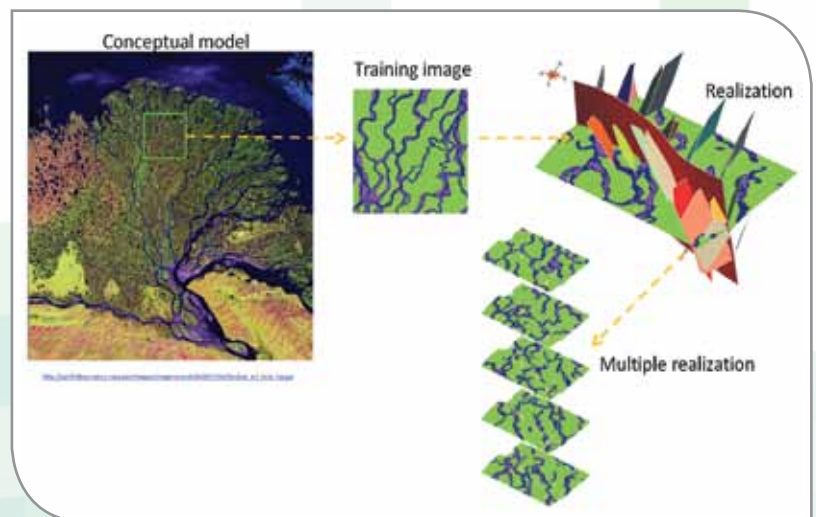 Conceptual model
Training image
Realization
Multiple realization